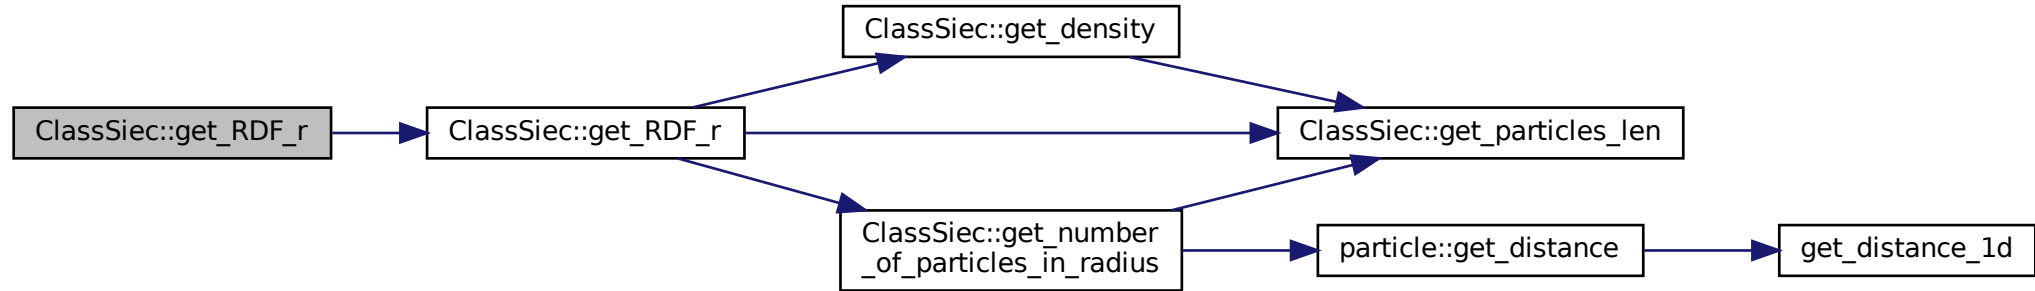 ClassSiec::get_density
ClassSiec::get_RDF_r
ClassSiec::get_RDF_r
ClassSiec::get_particles_len
ClassSiec::get_number
_of_particles_in_radius
particle::get_distance
get_distance_1d